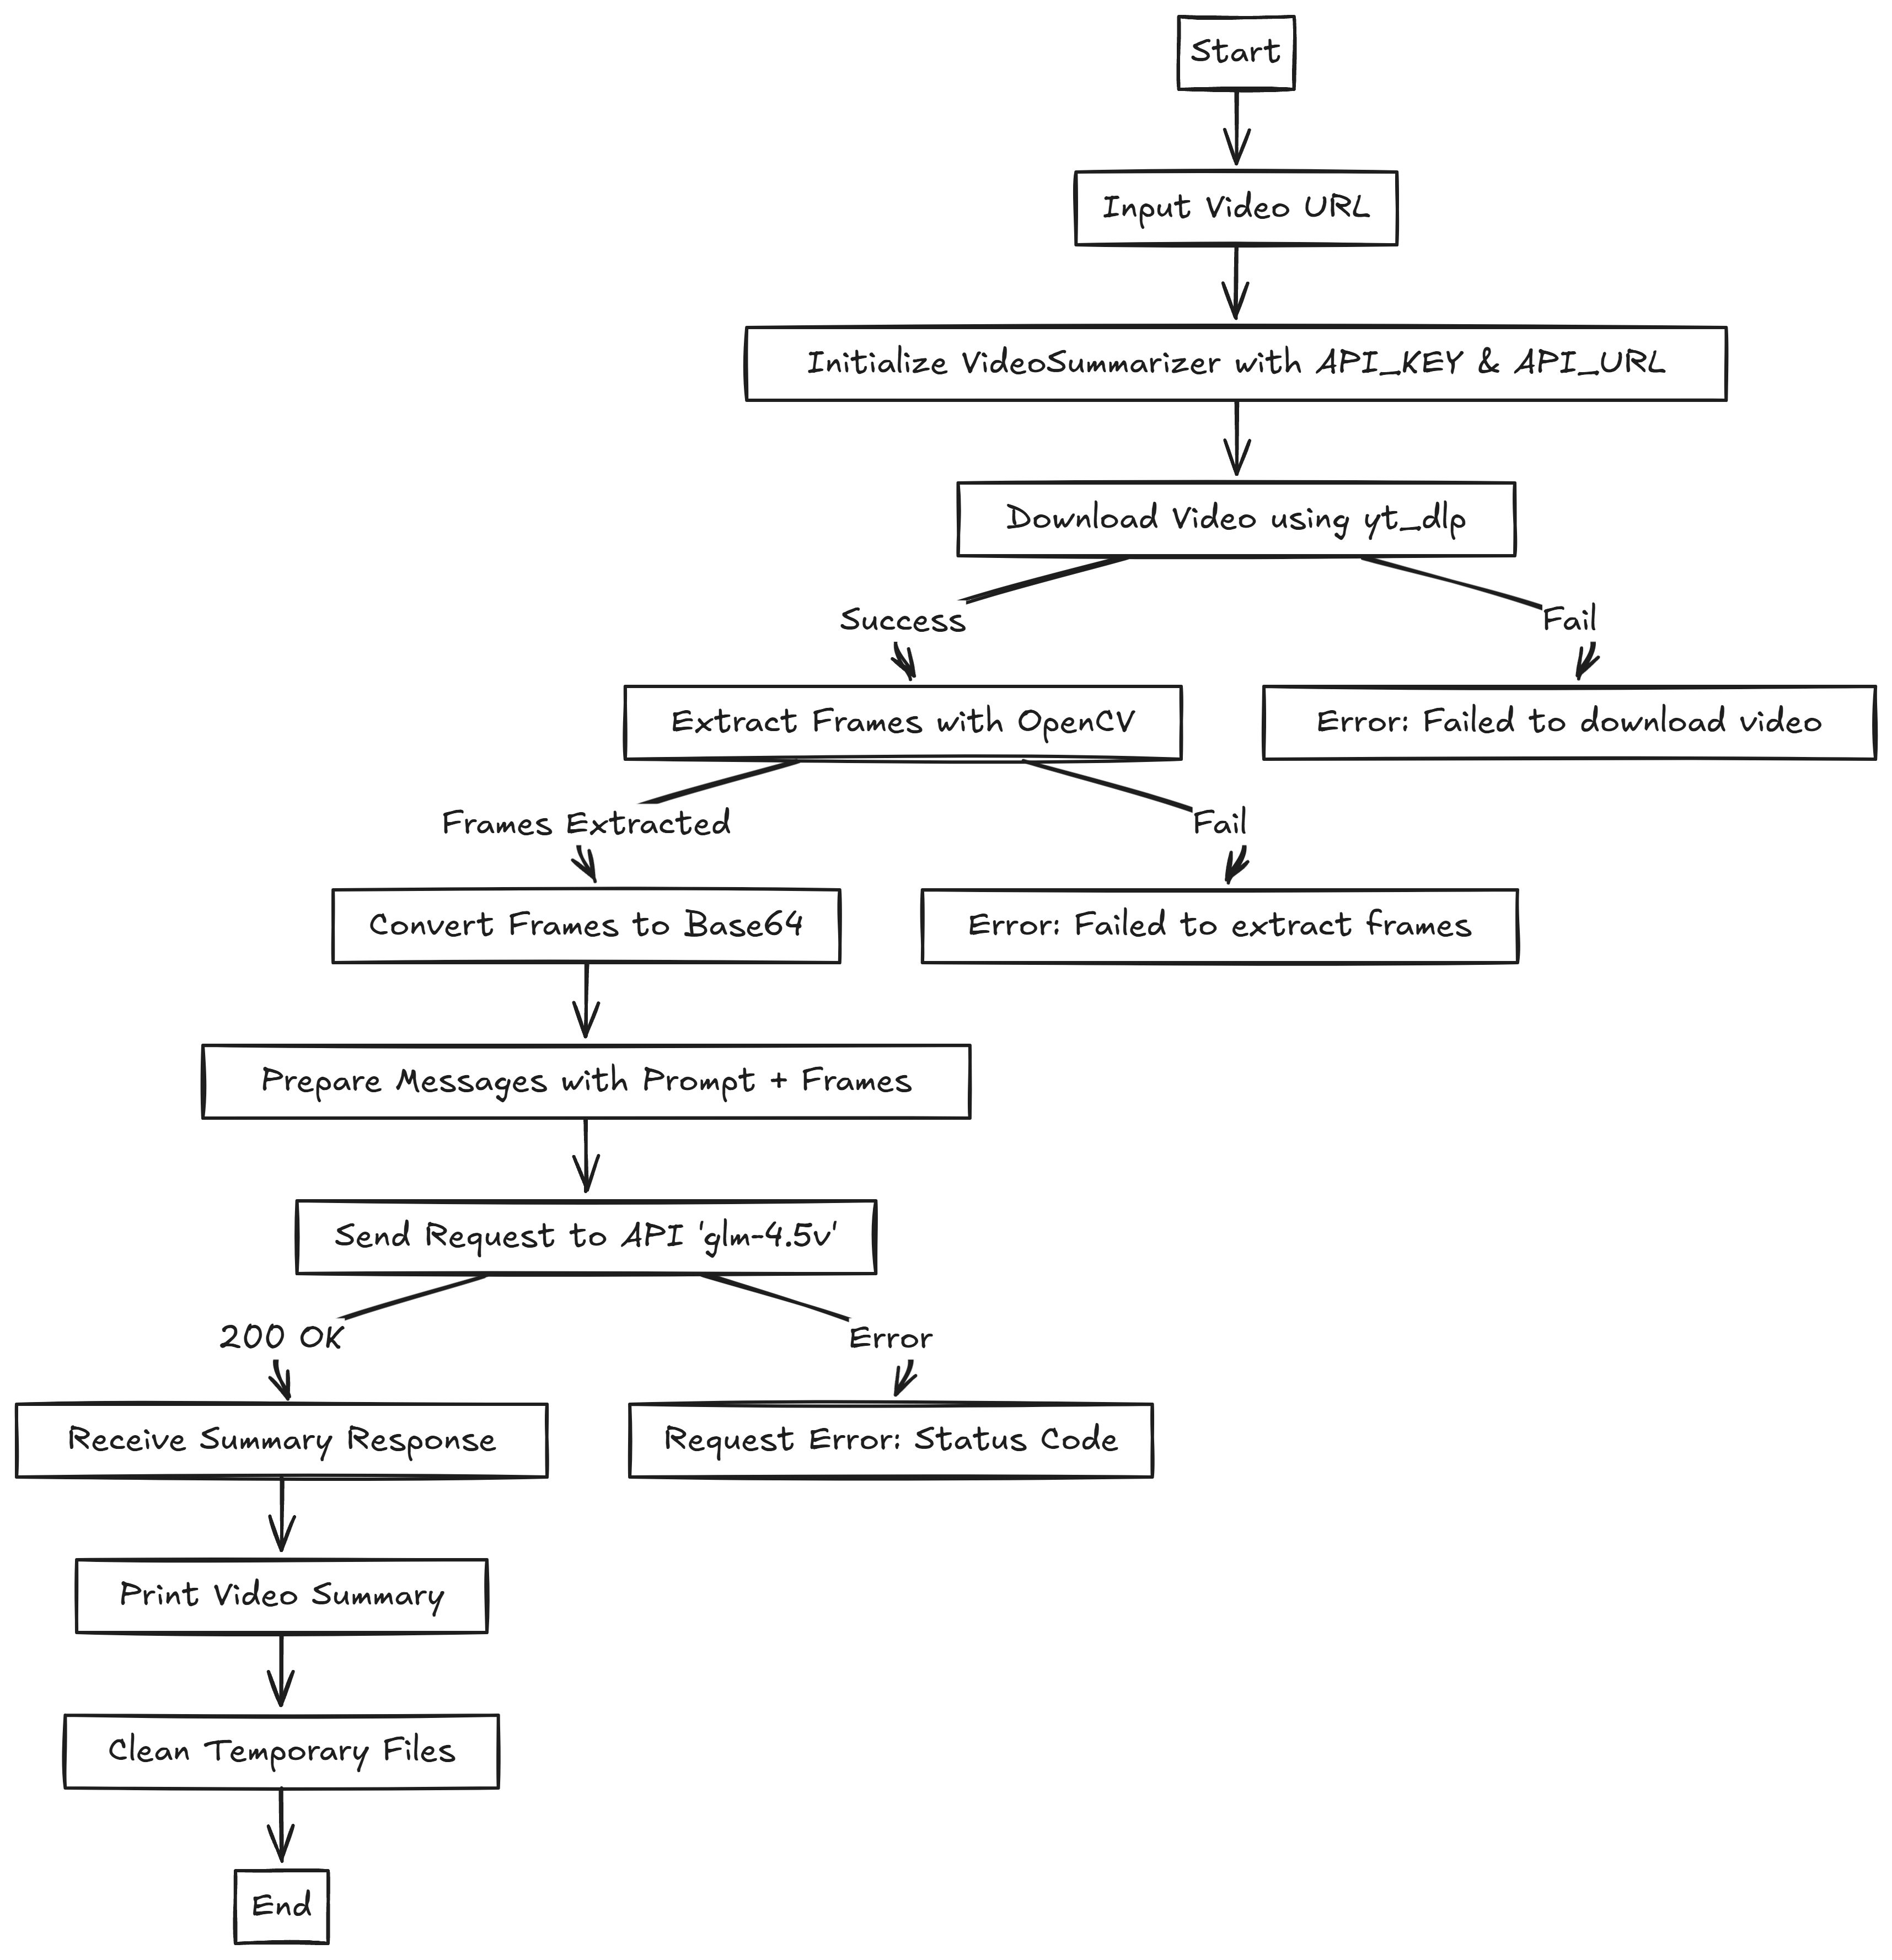 Start
Input Video URL
Initialize VideoSummarizer with API_KEY & API_URL
Download Video using yt_dlp
Success
Fail
Extract Frames with OpenCV
Error: Failed to download video
Frames Extracted
Fail
Convert Frames to Base64
Error: Failed to extract frames
Prepare Messages with Prompt + Frames
Send Request to API 'glm-4.5v'
200 OK
Error
Receive Summary Response
Request Error: Status Code
Print Video Summary
Clean Temporary Files
End